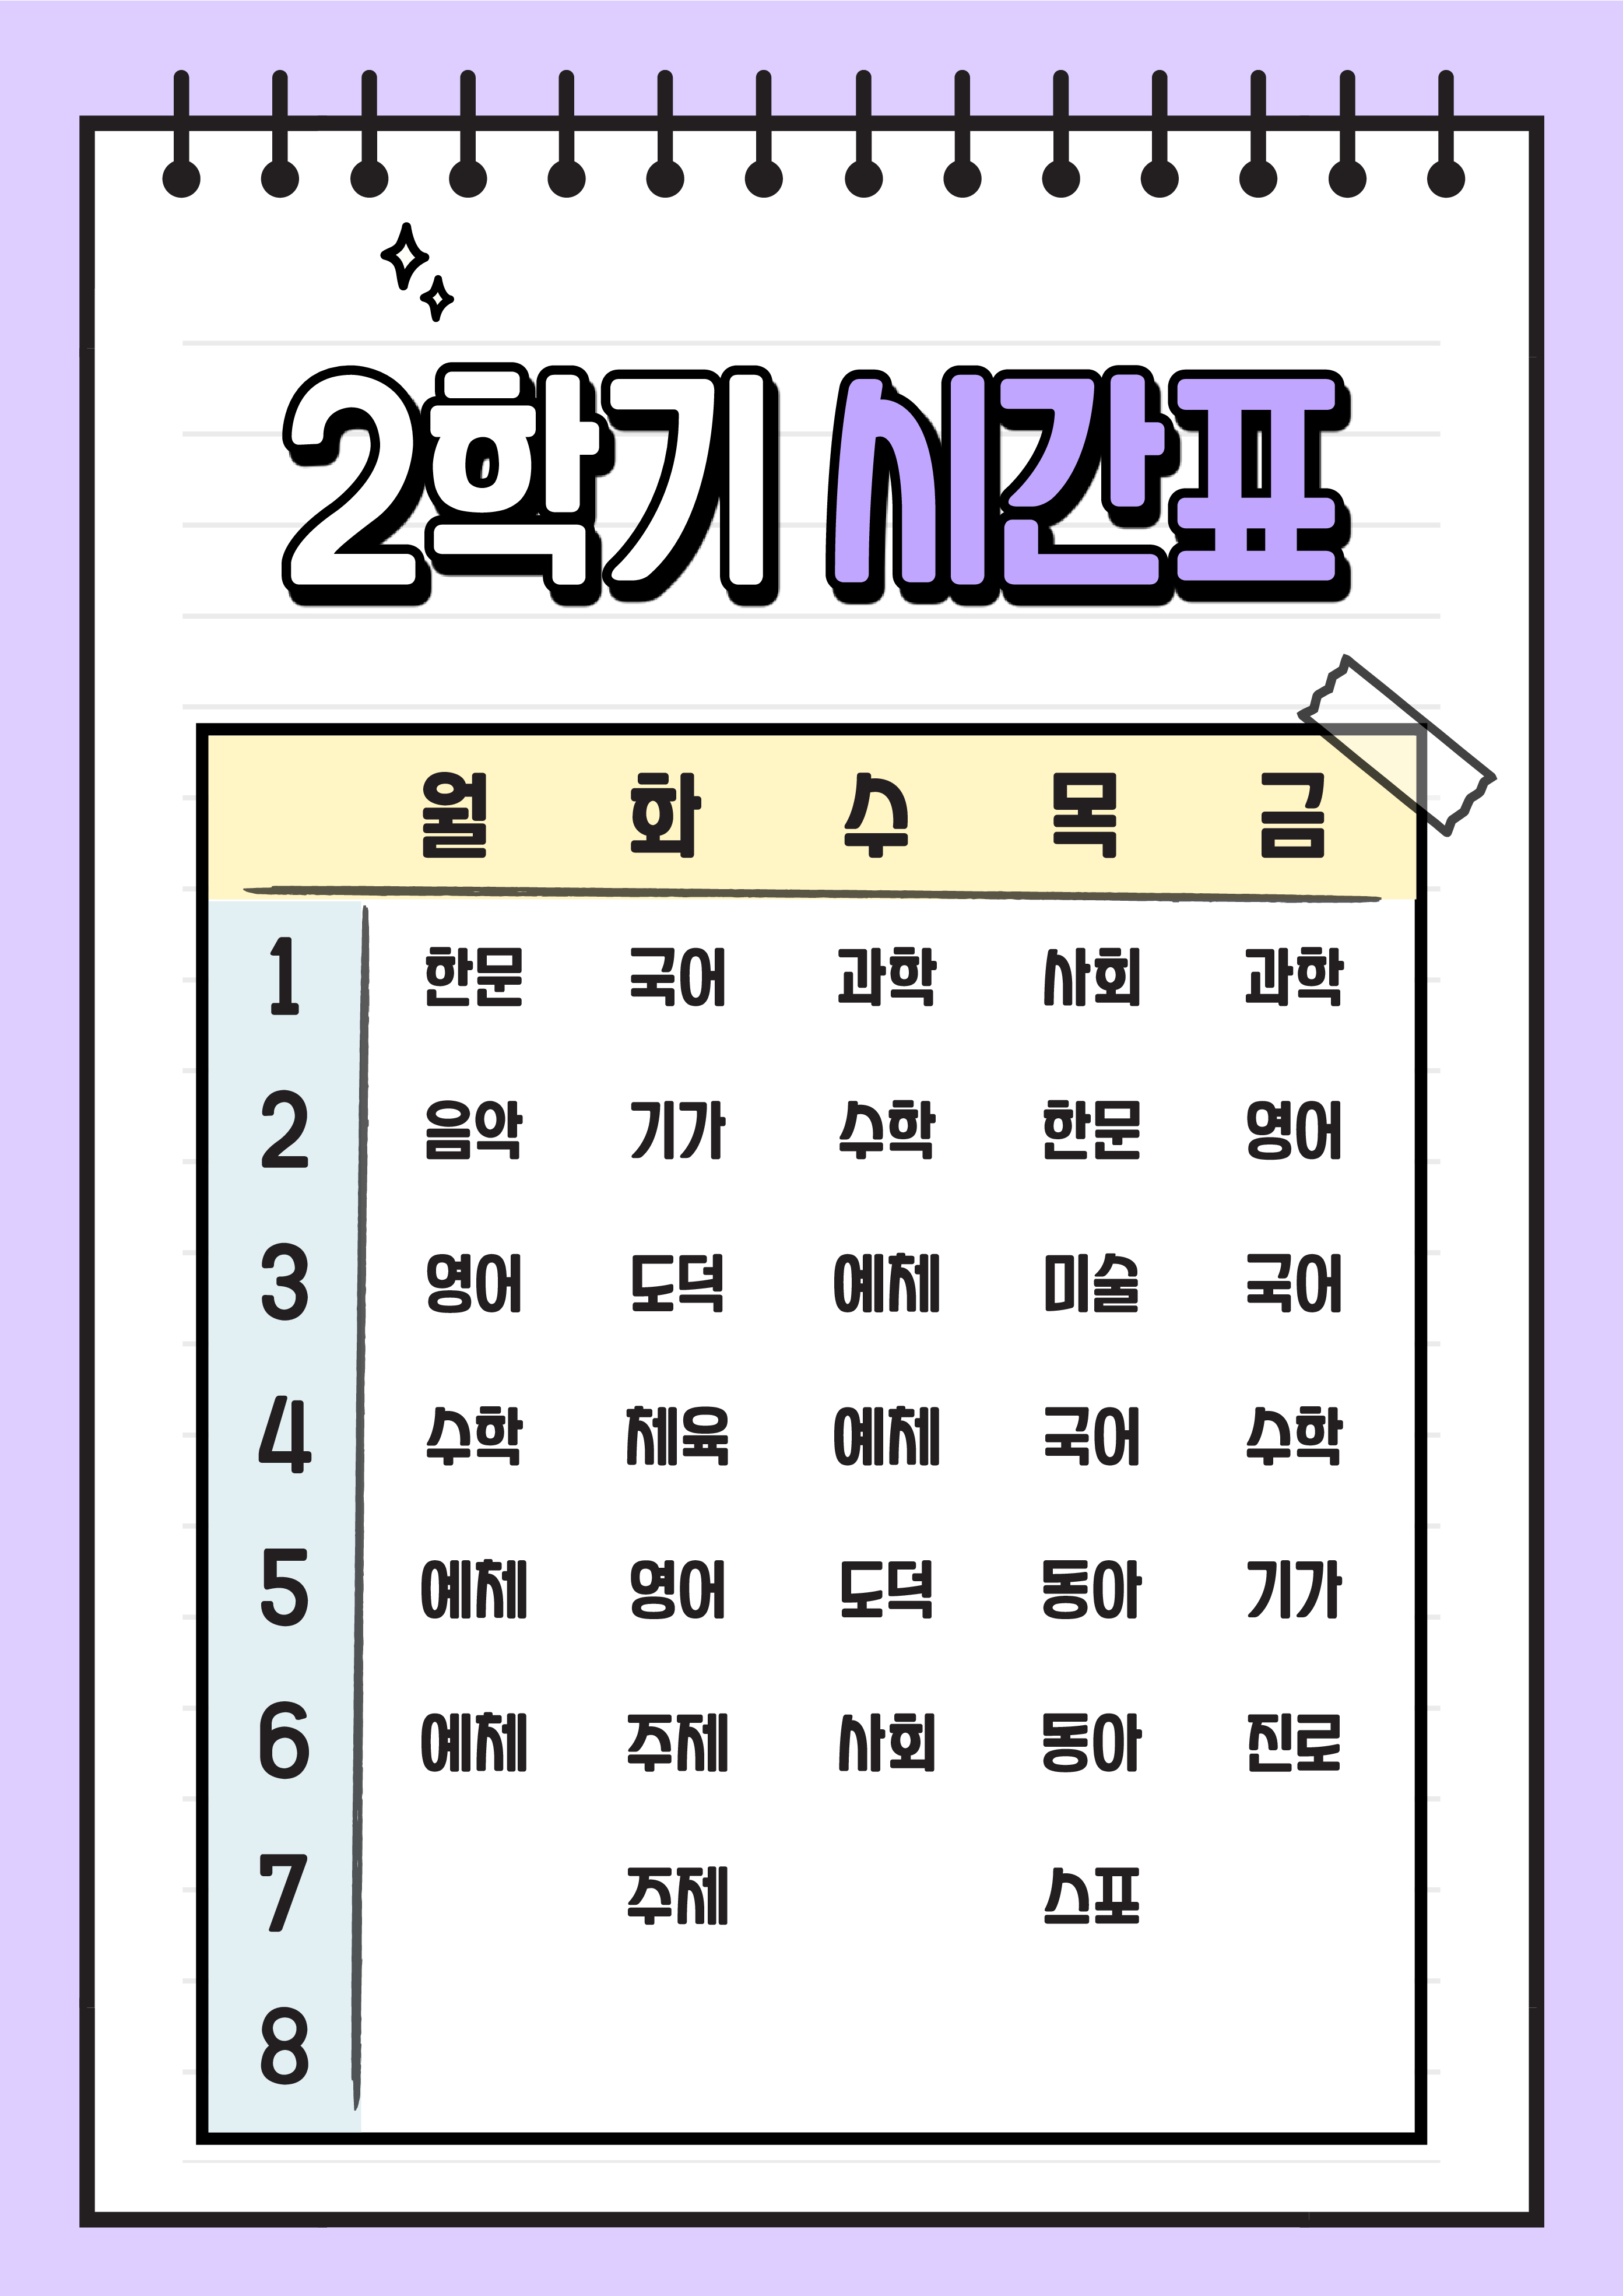 2학기 시간표
월 화 수 목 금
1 한문 국어 과학 사회 과학
2 음악 기가 수학 한문 영어
3 영어 도덕 예체 미술 국어
4 수학 체육 예체 국어 수학
5 예체 영어 도덕 동아 기가
6 예체 주제 사회 동아 진로
7 주제 스포
8